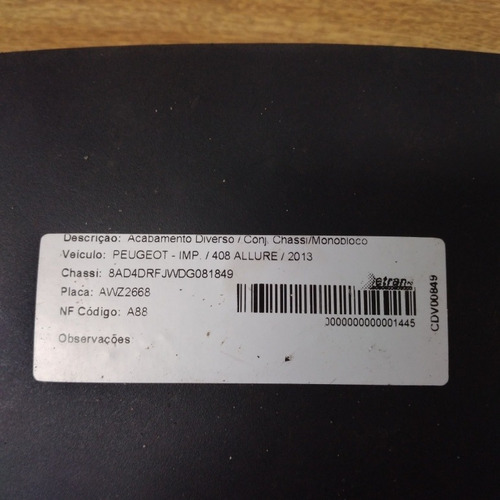 Descrição: Acabamento Diverso / Conj. Chassi/Monobloco
Veículo: PEUGEOT - IMP. / 408 ALLURE / 2013
Chassi: 8AD4DRFJWDG081849
Placa: AWZ2668
NF Código: A88
Observações:
etran
0000000000001445
CDV00849